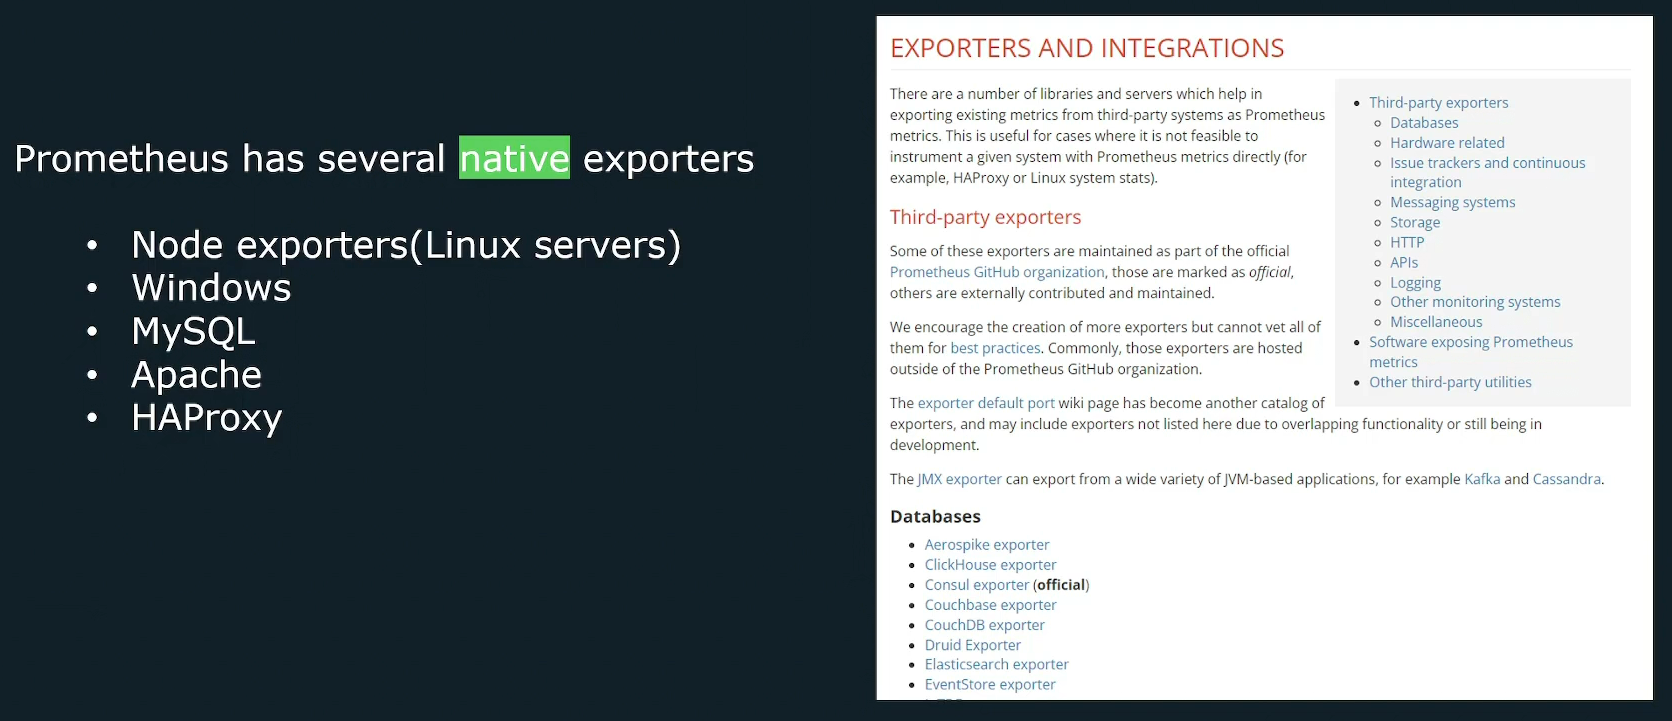 Prometheus has several native exporters
• Node exporters(Linux servers)
• Windows
• MySQL
• Apache
• HAProxy
EXPORTERS AND INTEGRATIONS
There are a number of libraries and servers which help in
exporting existing metrics from third-party systems as Prometheus
metrics. This is useful for cases where it is not feasible to
instrument a given system with Prometheus metrics directly (for
example, HAProxy or Linux system stats).
Third-party exporters
Some of these exporters are maintained as part of the official
Prometheus GitHub organization, those are marked as official,
others are externally contributed and maintained.
We encourage the creation of more exporters but cannot vet all of
them for best practices. Commonly, those exporters are hosted
outside of the Prometheus GitHub organization.
The exporter default port wiki page has become another catalog of
exporters, and may include exporters not listed here due to overlapping functionality or still being in
development.
The JMX exporter can export from a wide variety of JVM-based applications, for example Kafka and Cassandra.
Databases
• Aerospike exporter
• ClickHouse exporter
• Consul exporter (official)
• Couchbase exporter
• CouchDB exporter
• Druid Exporter
• Elasticsearch exporter
• EventStore exporter
• Third-party exporters
○ Databases
○ Hardware related
○ Issue trackers and continuous
integration
○ Messaging systems
○ Storage
○ HTTP
○ APIs
○ Logging
○ Other monitoring systems
○ Miscellaneous
• Software exposing Prometheus
metrics
• Other third-party utilities